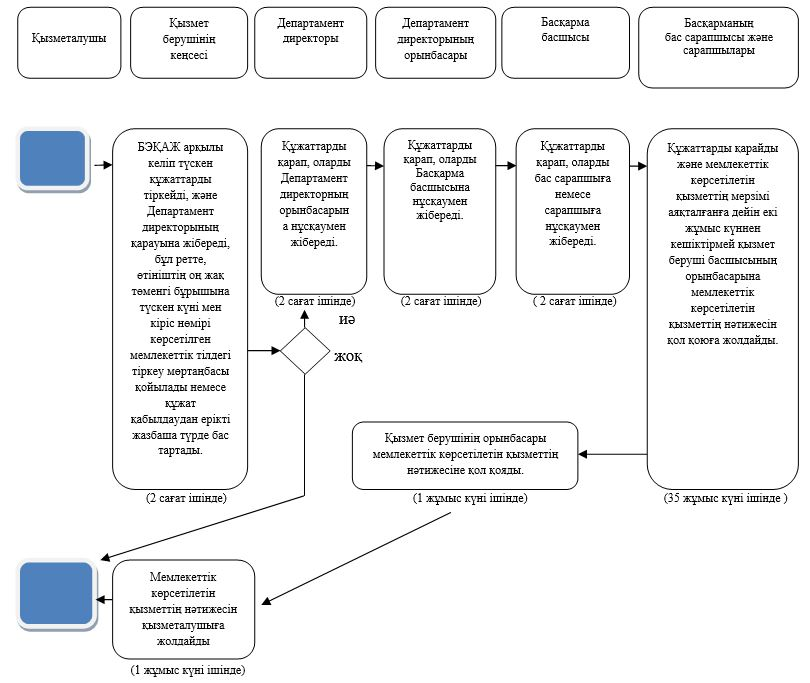 Қызметалушы
Қызмет
берушінің
кеңсесі
Департамент
директоры
Департамент
директорының
орынбасары
Басқарма
басшысы
Басқарманың
бас сарапшысы және
сарапшылары
БЭҚАЖ арқылы
келіп түскен
құжаттарды
тіркейді, және
Департамент
директорының
қарауына жібереді,
бұл ретте,
өтініштің оң жақ
төменгі бұрышына
түскен күні мен
кіріс нөмірі
көрсетілген
мемлекеттік тілдегі
тіркеу мөртаңбасы
қойылады немесе
құжат
қабылдаудан ерікті
жазбаша түрде бас
тартады.
(2 сағат ішінде)
Құжаттарды
қарап, оларды
Департамент
директорның
орынбасарын
а нұсқаумен
жібереді.
(2 сағат ішінде)
иә
жоқ
Құжаттарды
қарап, оларды
Басқарма
басшысына
нұсқаумен
жібереді.
(2 сағат ішінде)
Құжаттарды
қарап, оларды
бас сарапшыға
немесе
сарапшыға
нұсқаумен
жібереді.
( 2 сағат ішінде)
Құжаттарды қарайды
және мемлекеттік
көрсетілетін
қызметтің мерзімі
аяқталғанға дейін екі
жұмыс күннен
кешіктірмей қызмет
беруші басшысының
орынбасарына
мемлекеттік
көрсетілетін
қызметтің нәтижесін
қол қоюға жолдайды.
(35 жұмыс күні ішінде )
Қызмет берушінің орынбасары
мемлекеттік көрсетілетін қызметтің
нәтижесіне қол қояды.
(1 жұмыс күні ішінде)
Мемлекеттік
көрсетілетін
қызметтің нәтижесін
қызметалушыға
жолдайды
(1 жұмыс күні ішінде)